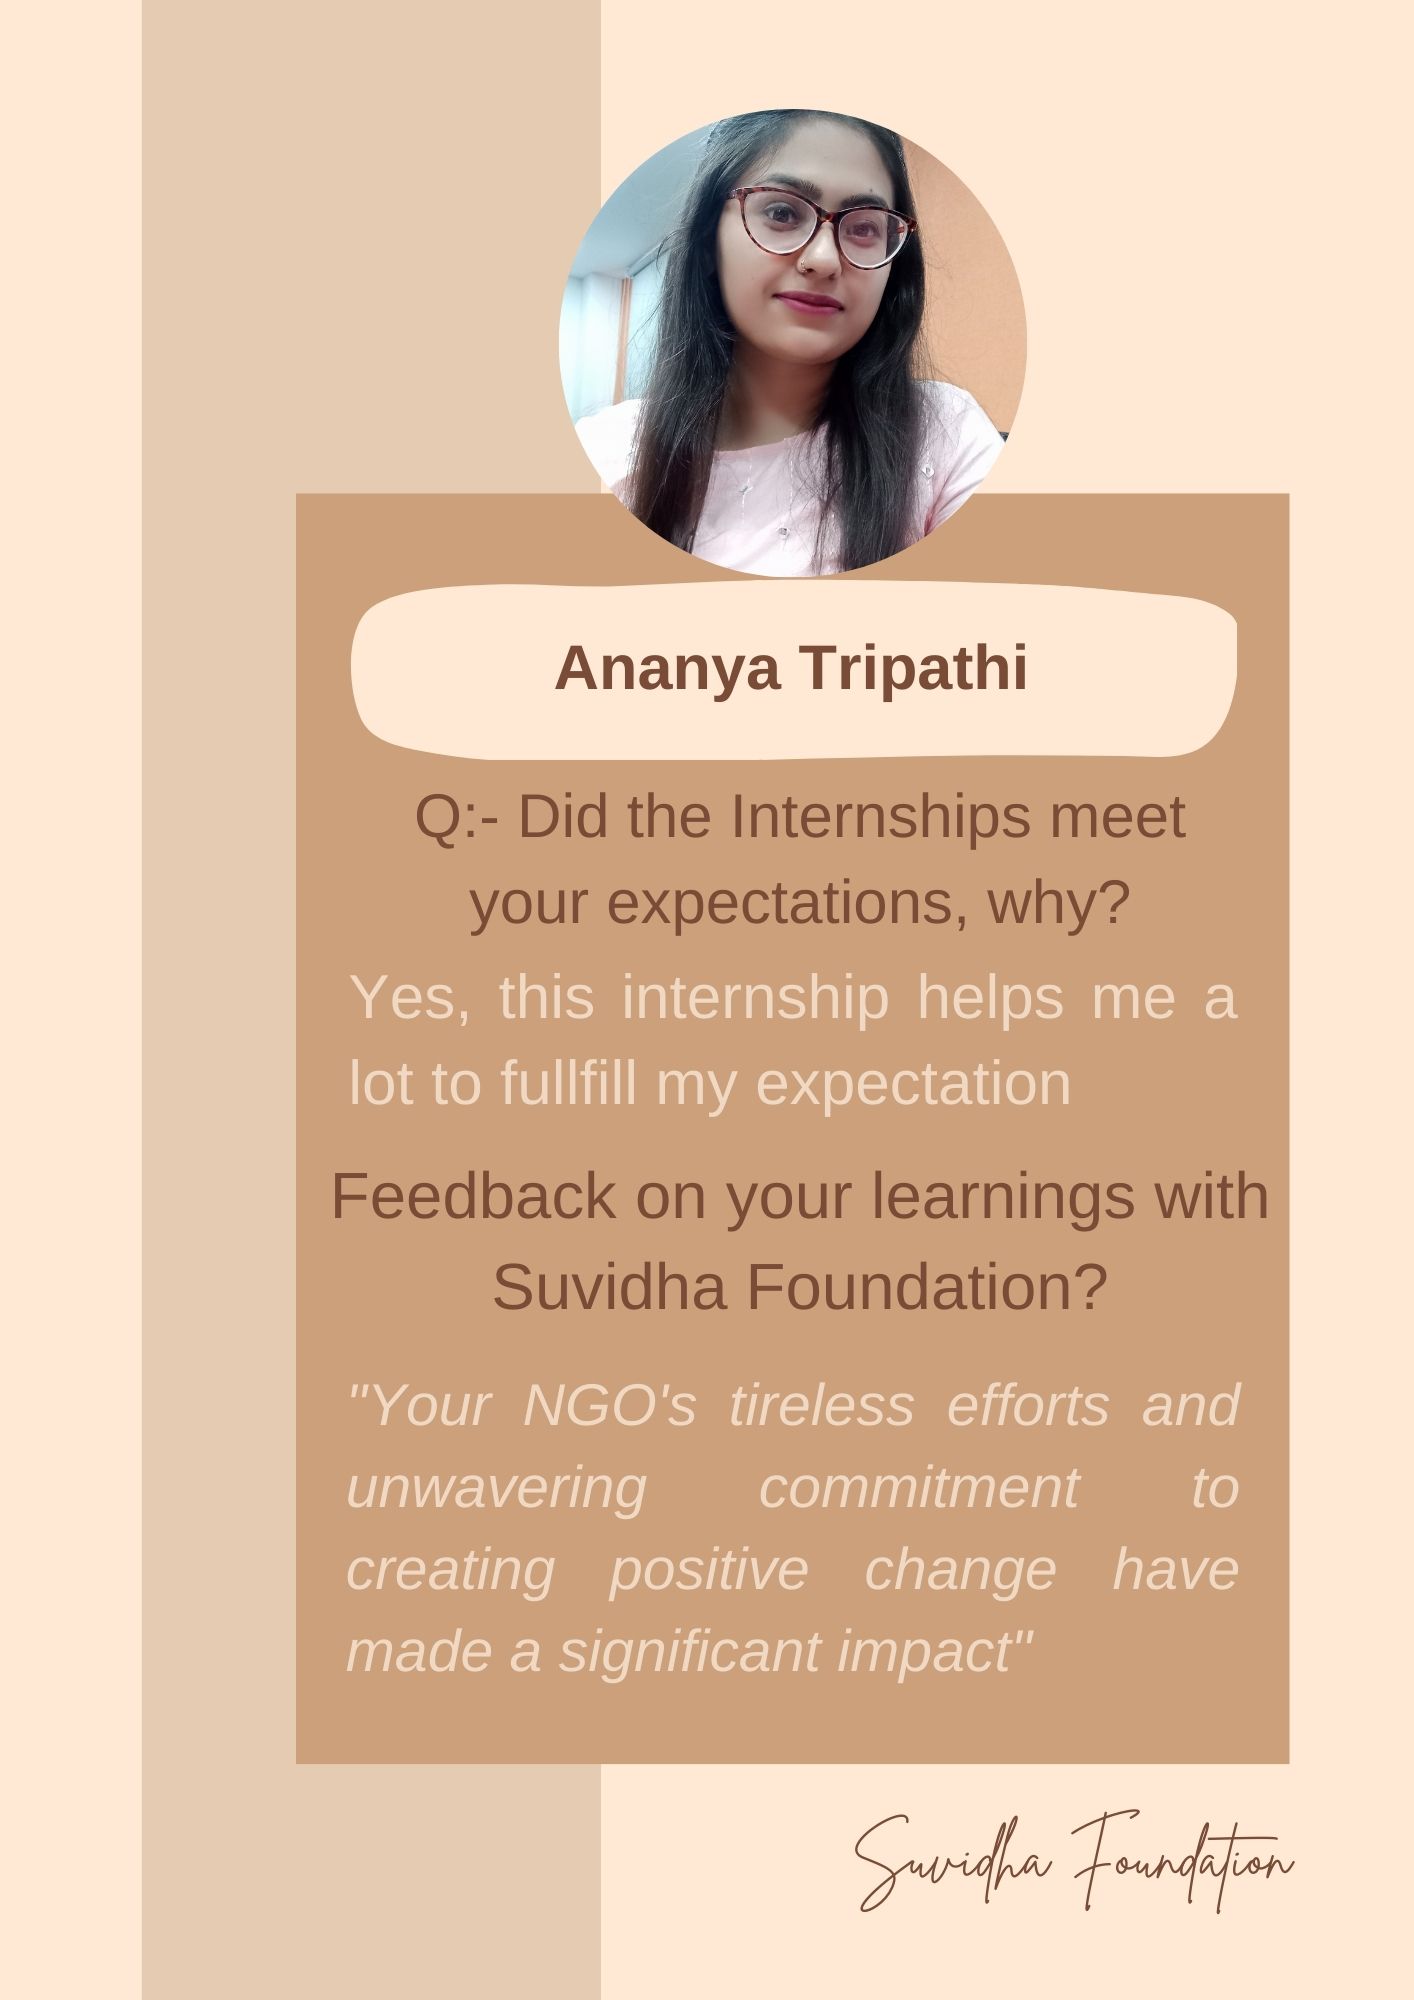 Ananya Tripathi
Q:- Did the Internships meet
your expectations, why?
Yes, this internship helps me a
lot to fullfill my expectation
Feedback on your learnings with
Suvidha Foundation?
"Your NGO's tireless efforts and
unwavering commitment to
creating positive change have
made a significant impact"
Suvidha Foundation